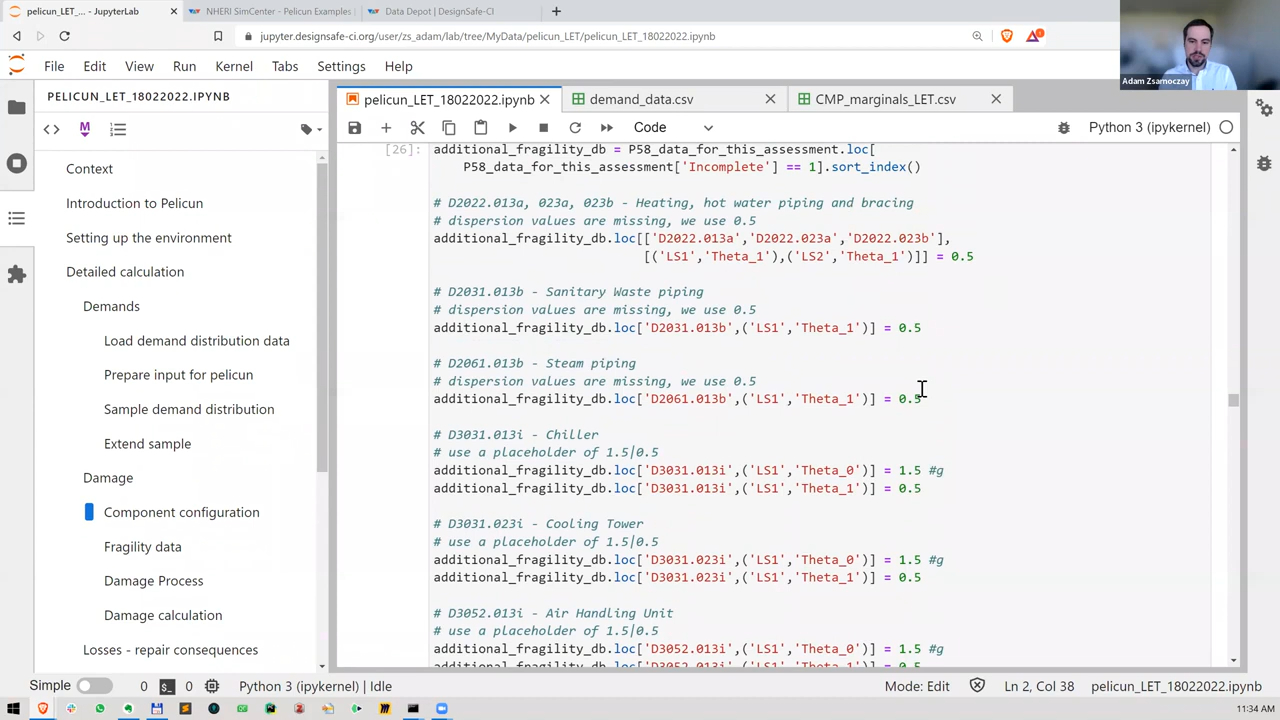 pelicun_LET_... - JupyterLab
NHERI SimCenter - Pelicun Examples
Data Depot | DesignSafe-CI
jupyter.designsafe-ci.org/user/zs_adam/lab/tree/MyData/pelicun_LET/pelicun_LET_18022022.ipynb
Adam Zsarnoczay
File Edit View Run Kernel Tabs Settings Help
PELICUN_LET_18022022.IPYNB
Context
Introduction to Pelicun
Setting up the environment
Detailed calculation
Demands
Load demand distribution data
Prepare input for pelicun
Sample demand distribution
Extend sample
Damage
Component configuration
Fragility data
Damage Process
Damage calculation
Losses - repair consequences
pelicun_LET_18022022.ipynb
demand_data.csv
CMP_marginals_LET.csv
Code
Python 3 (ipykernel)
[26]:
additional_fragility_db = P58_data_for_this_assessment.loc[
P58_data_for_this_assessment['Incomplete'] == 1].sort_index()
# D2022.013a, 023a, 023b - Heating, hot water piping and bracing
# dispersion values are missing, we use 0.5
additional_fragility_db.loc[['D2022.013a','D2022.023a','D2022.023b'],
[('LS1','Theta_1'),('LS2','Theta_1')]] = 0.5
# D2031.013b - Sanitary Waste piping
# dispersion values are missing, we use 0.5
additional_fragility_db.loc['D2031.013b',('LS1','Theta_1')] = 0.5
# D2061.013b - Steam piping
# dispersion values are missing, we use 0.5
additional_fragility_db.loc['D2061.013b',('LS1','Theta_1')] = 0.5
# D3031.013i - Chiller
# use a placeholder of 1.5|0.5
additional_fragility_db.loc['D3031.013i',('LS1','Theta_0')] = 1.5 #g
additional_fragility_db.loc['D3031.013i',('LS1','Theta_1')] = 0.5
# D3031.023i - Cooling Tower
# use a placeholder of 1.5|0.5
additional_fragility_db.loc['D3031.023i',('LS1','Theta_0')] = 1.5 #g
additional_fragility_db.loc['D3031.023i',('LS1','Theta_1')] = 0.5
# D3052.013i - Air Handling Unit
# use a placeholder of 1.5|0.5
additional_fragility_db.loc['D3052.013i',('LS1','Theta_0')] = 1.5 #g
additional_fragility_db.loc['D3052.013i',('LS1','Theta_1')] = 0.5
Simple 0 0 Python 3 (ipykernel) | Idle
Mode: Edit Ln 2, Col 38 pelicun_LET_18022022.ipynb
11:34 AM